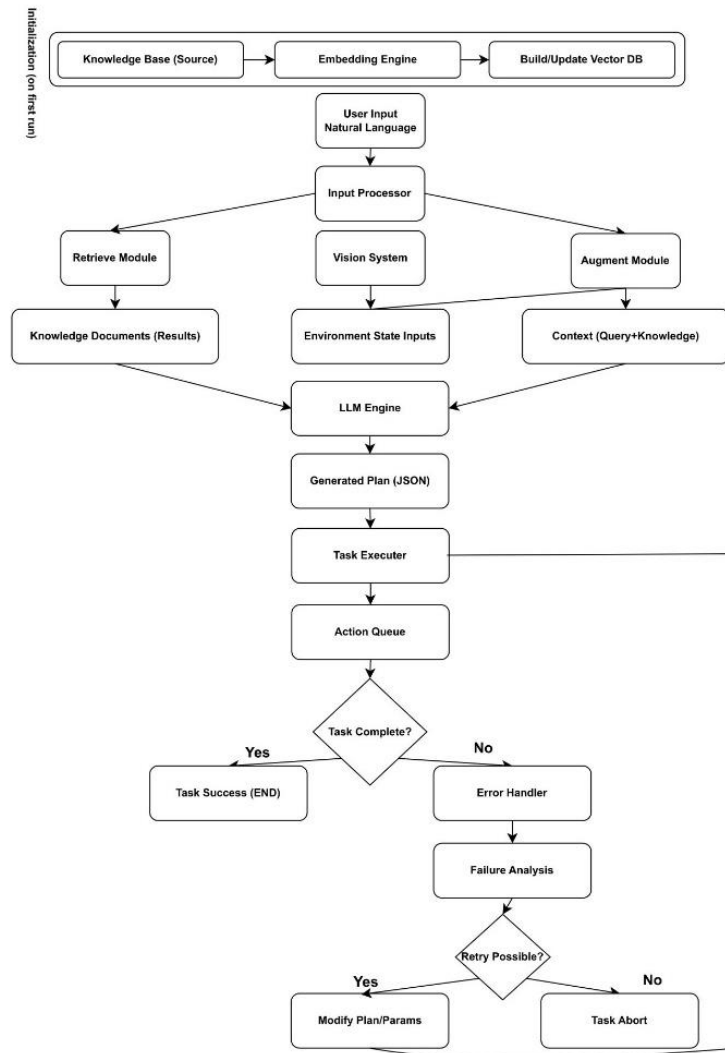 Initialization (on first run)
Knowledge Base (Source)
Embedding Engine
Build/Update Vector DB
User Input
Natural Language
Input Processor
Retrieve Module
Vision System
Augment Module
Knowledge Documents (Results)
Environment State Inputs
Context (Query+Knowledge)
LLM Engine
Generated Plan (JSON)
Task Executer
Action Queue
Task Complete?
Yes
No
Task Success (END)
Error Handler
Failure Analysis
Retry Possible?
Yes
No
Modify Plan/Params
Task Abort